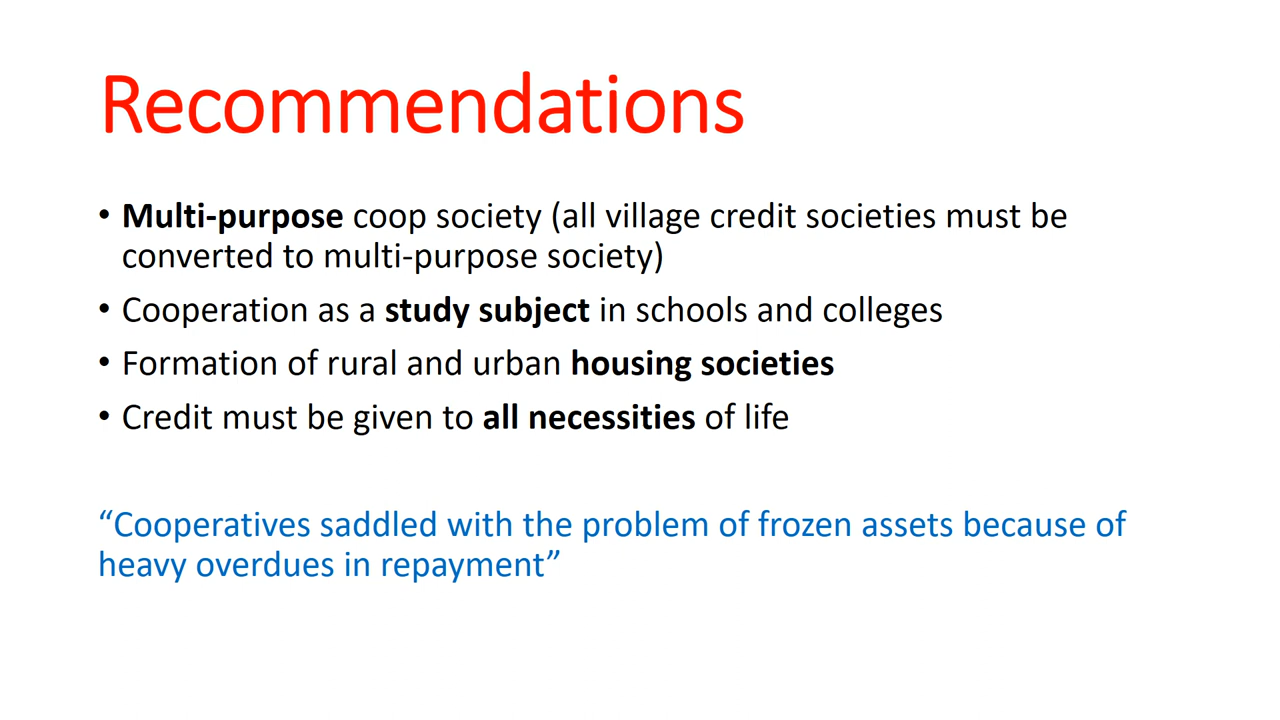 Recommendations
• Multi-purpose coop society (all village credit societies must be
converted to multi-purpose society)
• Cooperation as a study subject in schools and colleges
• Formation of rural and urban housing societies
• Credit must be given to all necessities of life
“Cooperatives saddled with the problem of frozen assets because of
heavy overdues in repayment”